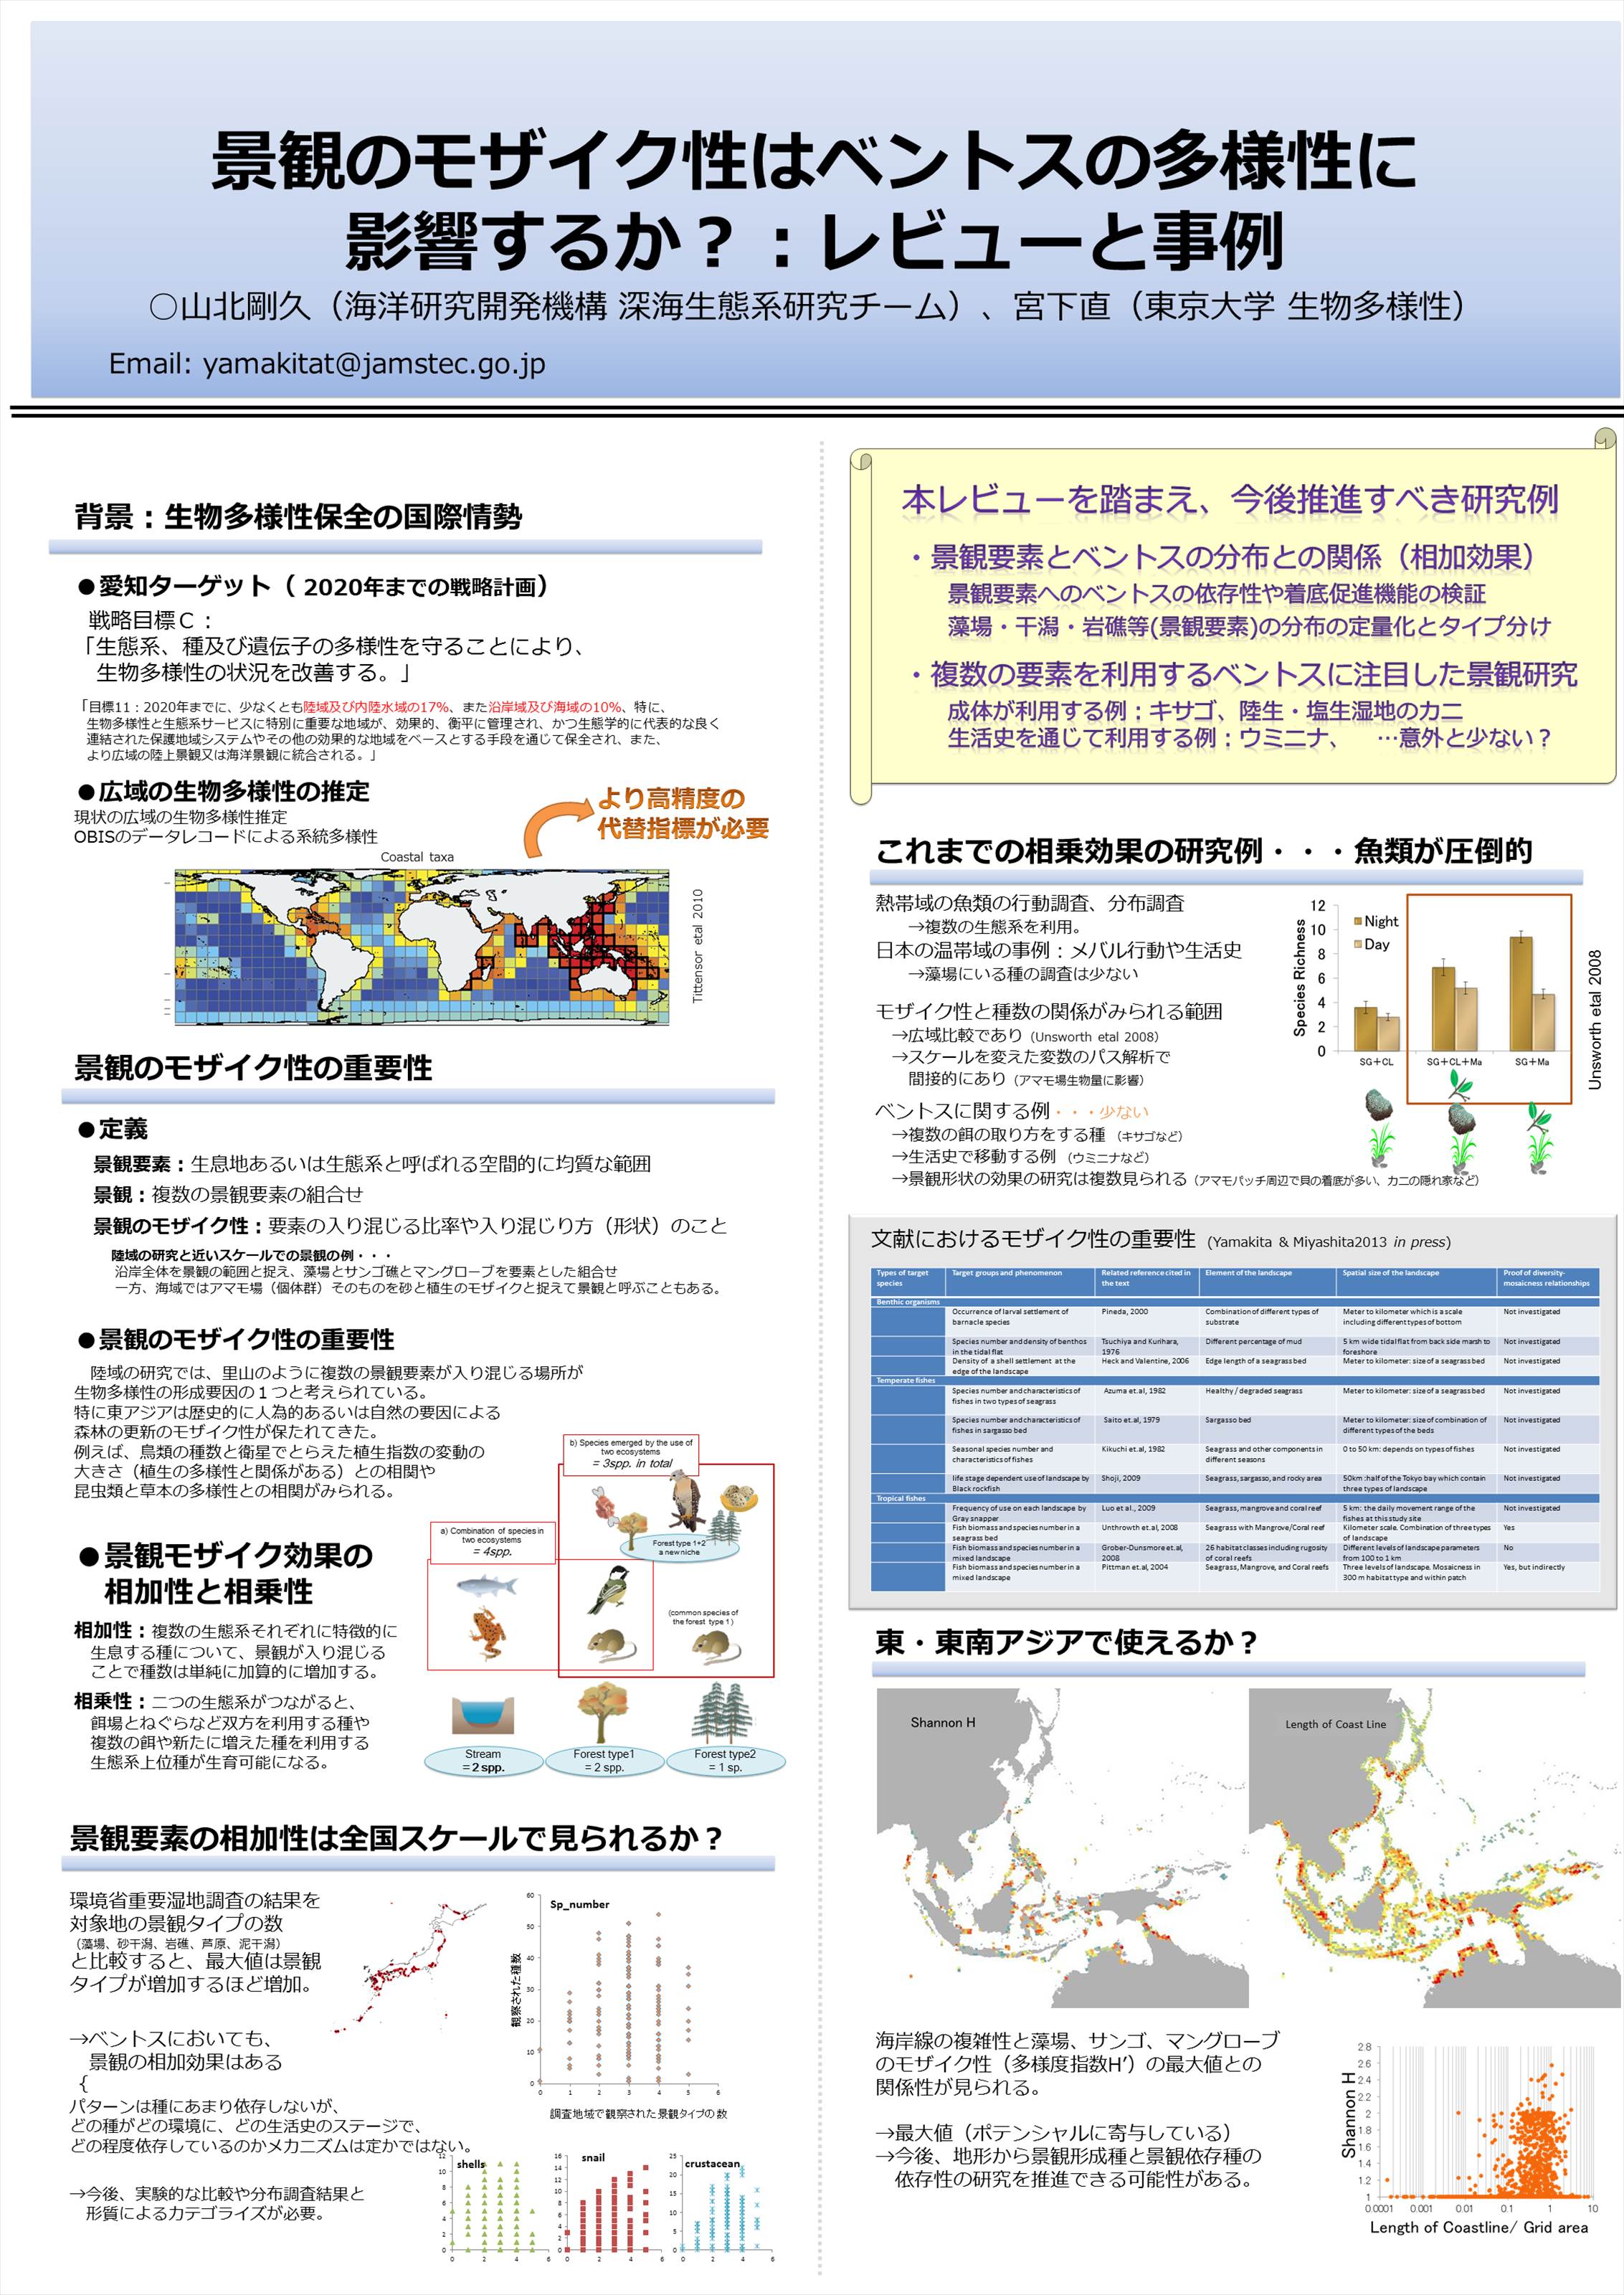 景観のモザイク性はベントスの多様性に
影響するか？：レビューと事例
○山北剛久（海洋研究開発機構 深海生態系研究チーム）、宮下直（東京大学 生物多様性）
Email: yamakitat@jamstec.go.jp
背景：生物多様性保全の国際情勢
●愛知ターゲット（ 2020年までの戦略計画）
戦略目標Ｃ：
「生態系、種及び遺伝子の多様性を守ることにより、
生物多様性の状況を改善する。」
「目標11：2020年までに、少なくとも陸域及び内陸水域の17%、また沿岸域及び海域の10%、特に、
生物多様性と生態系サービスに特別に重要な地域が、効果的、衡平に管理され、かつ生態学的に代表的な良く
連結された保護地域システムやその他の効果的な地域をベースとする手段を通じて保全され、また、
より広域の陸上景観又は海洋景観に統合される。」
●広域の生物多様性の推定
現状の広域の生物多様性推定
OBISのデータレコードによる系統多様性
より高精度の
代替指標が必要
Coastal taxa
Tittensor etal 2010
景観のモザイク性の重要性
●定義
景観要素：生息地あるいは生態系と呼ばれる空間的に均質な範囲
景観：複数の景観要素の組合せ
景観のモザイク性：要素の入り混じる比率や入り混じり方（形状）のこと
陸域の研究と近いスケールでの景観の例・・・
沿岸全体を景観の範囲と捉え、藻場とサンゴ礁とマングローブを要素とした組合せ
一方、海域ではアマモ場（個体群）そのものを砂と植生のモザイクと捉えて景観と呼ぶこともある。
●景観のモザイク性の重要性
陸域の研究では、里山のように複数の景観要素が入り混じる場所が
生物多様性の形成要因の１つと考えられている。
特に東アジアは歴史的に人為的あるいは自然の要因による
森林の更新のモザイク性が保たれてきた。
例えば、鳥類の種数と衛星でとらえた植生指数の変動の
大きさ（植生の多様性と関係がある）との相関や
昆虫類と草本の多様性との相関がみられる。
b) Species emerged by the use of
two ecosystems
= 3spp. in total
Forest type 1+2
a new niche
a) Combination of species in
two ecosystems
= 4spp.
(common species of
the forest type 1)
Stream
= 2 spp.
Forest type1
= 2 spp.
Forest type2
= 1 sp.
●景観モザイク効果の
相加性と相乗性
相加性：複数の生態系それぞれに特徴的に
生息する種について、景観が入り混じる
ことで種数は単純に加算的に増加する。
相乗性：二つの生態系がつながると、
餌場とねぐらなど双方を利用する種や
複数の餌や新たに増えた種を利用する
生態系上位種が生育可能になる。
景観要素の相加性は全国スケールで見られるか？
環境省重要湿地調査の結果を
対象地の景観タイプの数
（藻場、砂干潟、岩礁、芦原、泥干潟）
と比較すると、最大値は景観
タイプが増加するほど増加。
→ベントスにおいても、
景観の相加効果はある
{
パターンは種にあまり依存しないが、
どの種がどの環境に、どの生活史のステージで、
どの程度依存しているのかメカニズムは定かではない。
→今後、実験的な比較や分布調査結果と
形質によるカテゴライズが必要。
Sp_number
観察された種数
60
50
40
30
20
10
0
0 1 2 3 4 5 6
調査地域で観察された景観タイプの数
shells
12
10
8
6
4
2
0
0 2 4 6
snail
16
14
12
10
8
6
4
2
0
0 2 4 6
crustacean
25
20
15
10
5
0
0 2 4 6
本レビューを踏まえ、今後推進すべき研究例
・景観要素とベントスの分布との関係（相加効果）
景観要素へのベントスの依存性や着底促進機能の検証
藻場・干潟・岩礁等(景観要素)の分布の定量化とタイプ分け
・複数の要素を利用するベントスに注目した景観研究
成体が利用する例：キサゴ、陸生・塩生湿地のカニ
生活史を通じて利用する例：ウミニナ、　…意外と少ない？
これまでの相乗効果の研究例・・・魚類が圧倒的
熱帯域の魚類の行動調査、分布調査
→複数の生態系を利用。
日本の温帯域の事例：メバル行動や生活史
→藻場にいる種の調査は少ない
モザイク性と種数の関係がみられる範囲
→広域比較であり (Unsworth etal 2008)
→スケールを変えた変数のパス解析で
間接的にあり（アマモ場生物量に影響）
ベントスに関する例・・・少ない
→複数の餌の取り方をする種 （キサゴなど）
→生活史で移動する例 （ウミニナなど）
→景観形状の効果の研究は複数見られる（アマモパッチ周辺で貝の着底が多い、カニの隠れ家など）
Species Richness
12
10
8
6
4
2
0
Night
Day
SG＋CL SG＋CL＋Ma SG＋Ma
Unsworth etal 2008
文献におけるモザイク性の重要性 (Yamakita & Miyashita2013 in press)
Types of target species Target groups and phenomenon Related reference cited in the text Element of the landscape Spatial size of the landscape Proof of diversity-mosaicness relationships
Benthic organisms
Occurrence of larval settlement of barnacle species Pineda, 2000 Combination of different types of substrate Meter to kilometer which is a scale including different types of bottom Not investigated
Species number and density of benthos in the tidal flat Tsuchiya and Kurihara, 1976 Different percentage of mud 5 km wide tidal flat from back side marsh to foreshore Not investigated
Density of a shell settlement at the edge of the landscape Heck and Valentine, 2006 Edge length of a seagrass bed Meter to kilometer: size of a seagrass bed Not investigated
Temperate fishes
Species number and characteristics of fishes in two types of seagrass Azuma et.al, 1982 Healthy / degraded seagrass Meter to kilometer: size of a seagrass bed Not investigated
Species number and characteristics of fishes in sargasso bed Saito et.al, 1979 Sargasso bed Meter to kilometer: size of combination of different types of the beds Not investigated
Seasonal species number and characteristics of fishes Kikuchi et.al, 1982 Seagrass and other components in different seasons 0 to 50 km: depends on types of fishes Not investigated
life stage dependent use of landscape by Black rockfish Shoji, 2009 Seagrass, sargasso, and rocky area 50km :half of the Tokyo bay which contain three types of landscape Not investigated
Tropical fishes
Frequency of use on each landscape by Gray snapper Luo et al., 2009 Seagrass, mangrove and coral reef 5 km: the daily movement range of the fishes at this study site Not investigated
Fish biomass and species number in a seagrass bed Unthrowth et.al, 2008 Seagrass with Mangrove/Coral reef Kilometer scale. Combination of three types of landscape Yes
Fish biomass and species number in a mixed landscape Grober-Dunsmore et.al, 2008 26 habitat classes including rugosity of coral reefs Different levels of landscape parameters from 100 to 1 km No
Fish biomass and species number in a mixed landscape Pittman et.al, 2004 Seagrass, Mangrove, and Coral reefs Three levels of landscape. Mosaicness in 300 m habitat type and within patch Yes, but indirectly
東・東南アジアで使えるか？
Shannon H
Length of Coast Line
海岸線の複雑性と藻場、サンゴ、マングローブ
のモザイク性（多様度指数H’）の最大値との
関係性が見られる。
→最大値（ポテンシャルに寄与している）
→今後、地形から景観形成種と景観依存種の
依存性の研究を推進できる可能性がある。
Shannon H
2.8
2.6
2.4
2.2
2
1.8
1.6
1.4
1.2
1
0.0001 0.001 0.01 0.1 1 10
Length of Coastline/ Grid area